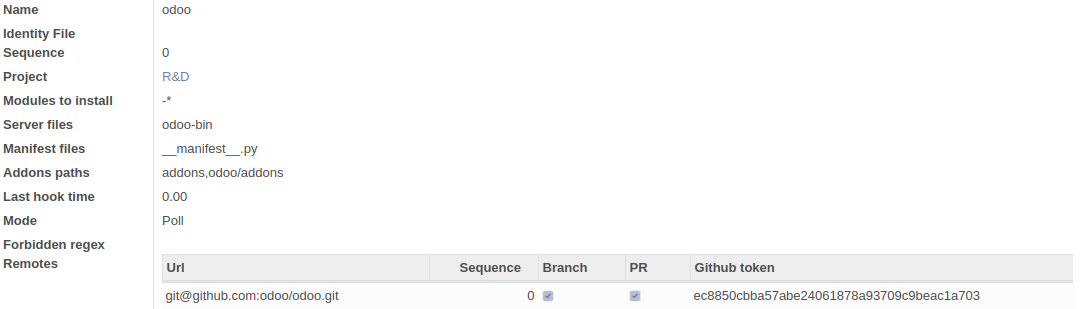 Name odoo
Identity File
Sequence 0
Project R&D
Modules to install -*
Server files odoo-bin
Manifest files __manifest__.py
Addons paths addons,odoo/addons
Last hook time 0.00
Mode Poll
Forbidden regex
Remotes
Url Sequence Branch PR Github token
git@github.com:odoo/odoo.git 0 ec8850cbba57abe24061878a93709c9beac1a703